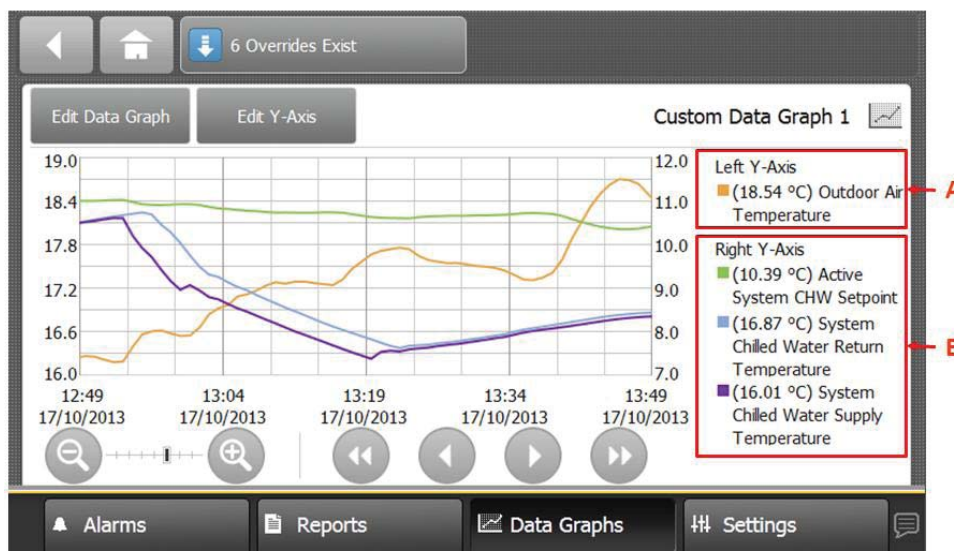 6 Overrides Exist
Edit Data Graph
Edit Y-Axis
Custom Data Graph 1
19.0
18.4
17.8
17.2
16.6
16.0
12.0
11.0
10.0
9.0
8.0
7.0
12:49
17/10/2013
13:04
17/10/2013
13:19
17/10/2013
13:34
17/10/2013
13:49
17/10/2013
Left Y-Axis
(18.54 ºC) Outdoor Air
Temperature
A
Right Y-Axis
(10.39 ºC) Active
System CHW Setpoint
(16.87 ºC) System
Chilled Water Return
Temperature
(16.01 ºC) System
Chilled Water Supply
Temperature
Alarms
Reports
Data Graphs
Settings